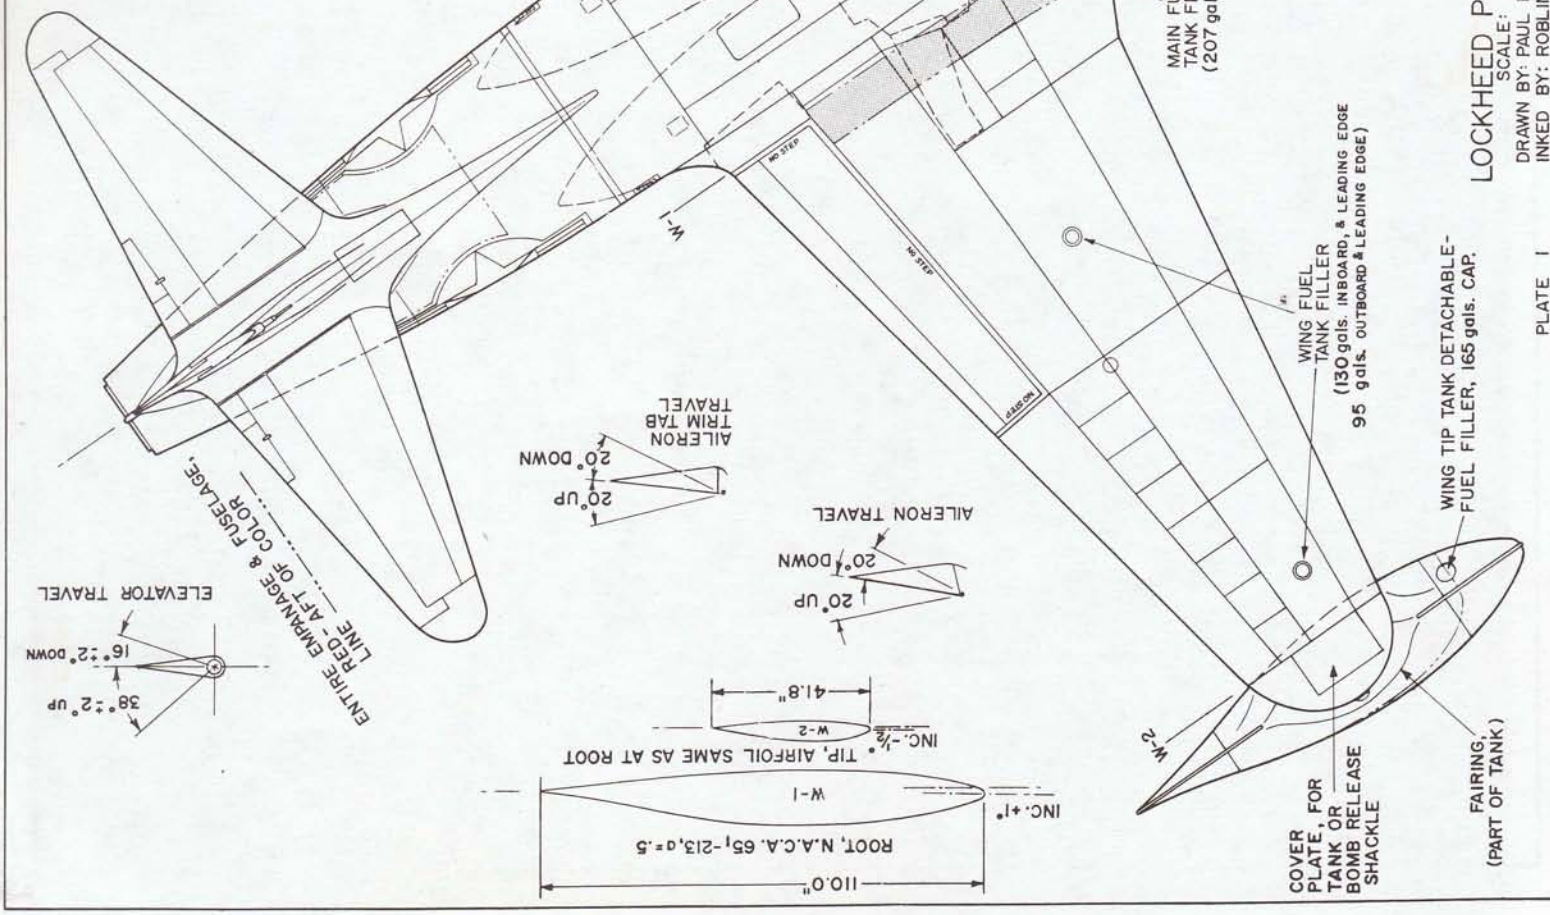 MAIN FU
TANK FI
(207 gal
LOCKHEED P
SCALE:
DRAWN BY: PAUL
INKED BY: ROBLI
PLATE I
NO STEP
NO STEP
NO STEP
W-1
WING FUEL
TANK FILLER
(130 gals. INBOARD, & LEADING EDGE
95 gals. OUTBOARD & LEADING EDGE)
WING TIP TANK DETACHABLE-
FUEL FILLER, 165 gals. CAP.
AILERON
TRIM TAB
TRAVEL
20° DOWN
20° UP
AILERON TRAVEL
20° DOWN
20° UP
ENTIRE EMPANAGE & FUSELAGE,
RED- AFT OF COLOR
LINE
ELEVATOR TRAVEL
16°±2° DOWN
38°±2° UP
41.8"
W-2
INC.-½°
TIP, AIRFOIL SAME AS AT ROOT
W-1
INC.+1°
ROOT, N.A.C.A. 65₁-213, a=.5
110.0"
W-2
COVER
PLATE, FOR
TANK OR
BOMB RELEASE
SHACKLE
FAIRING,
(PART OF TANK)